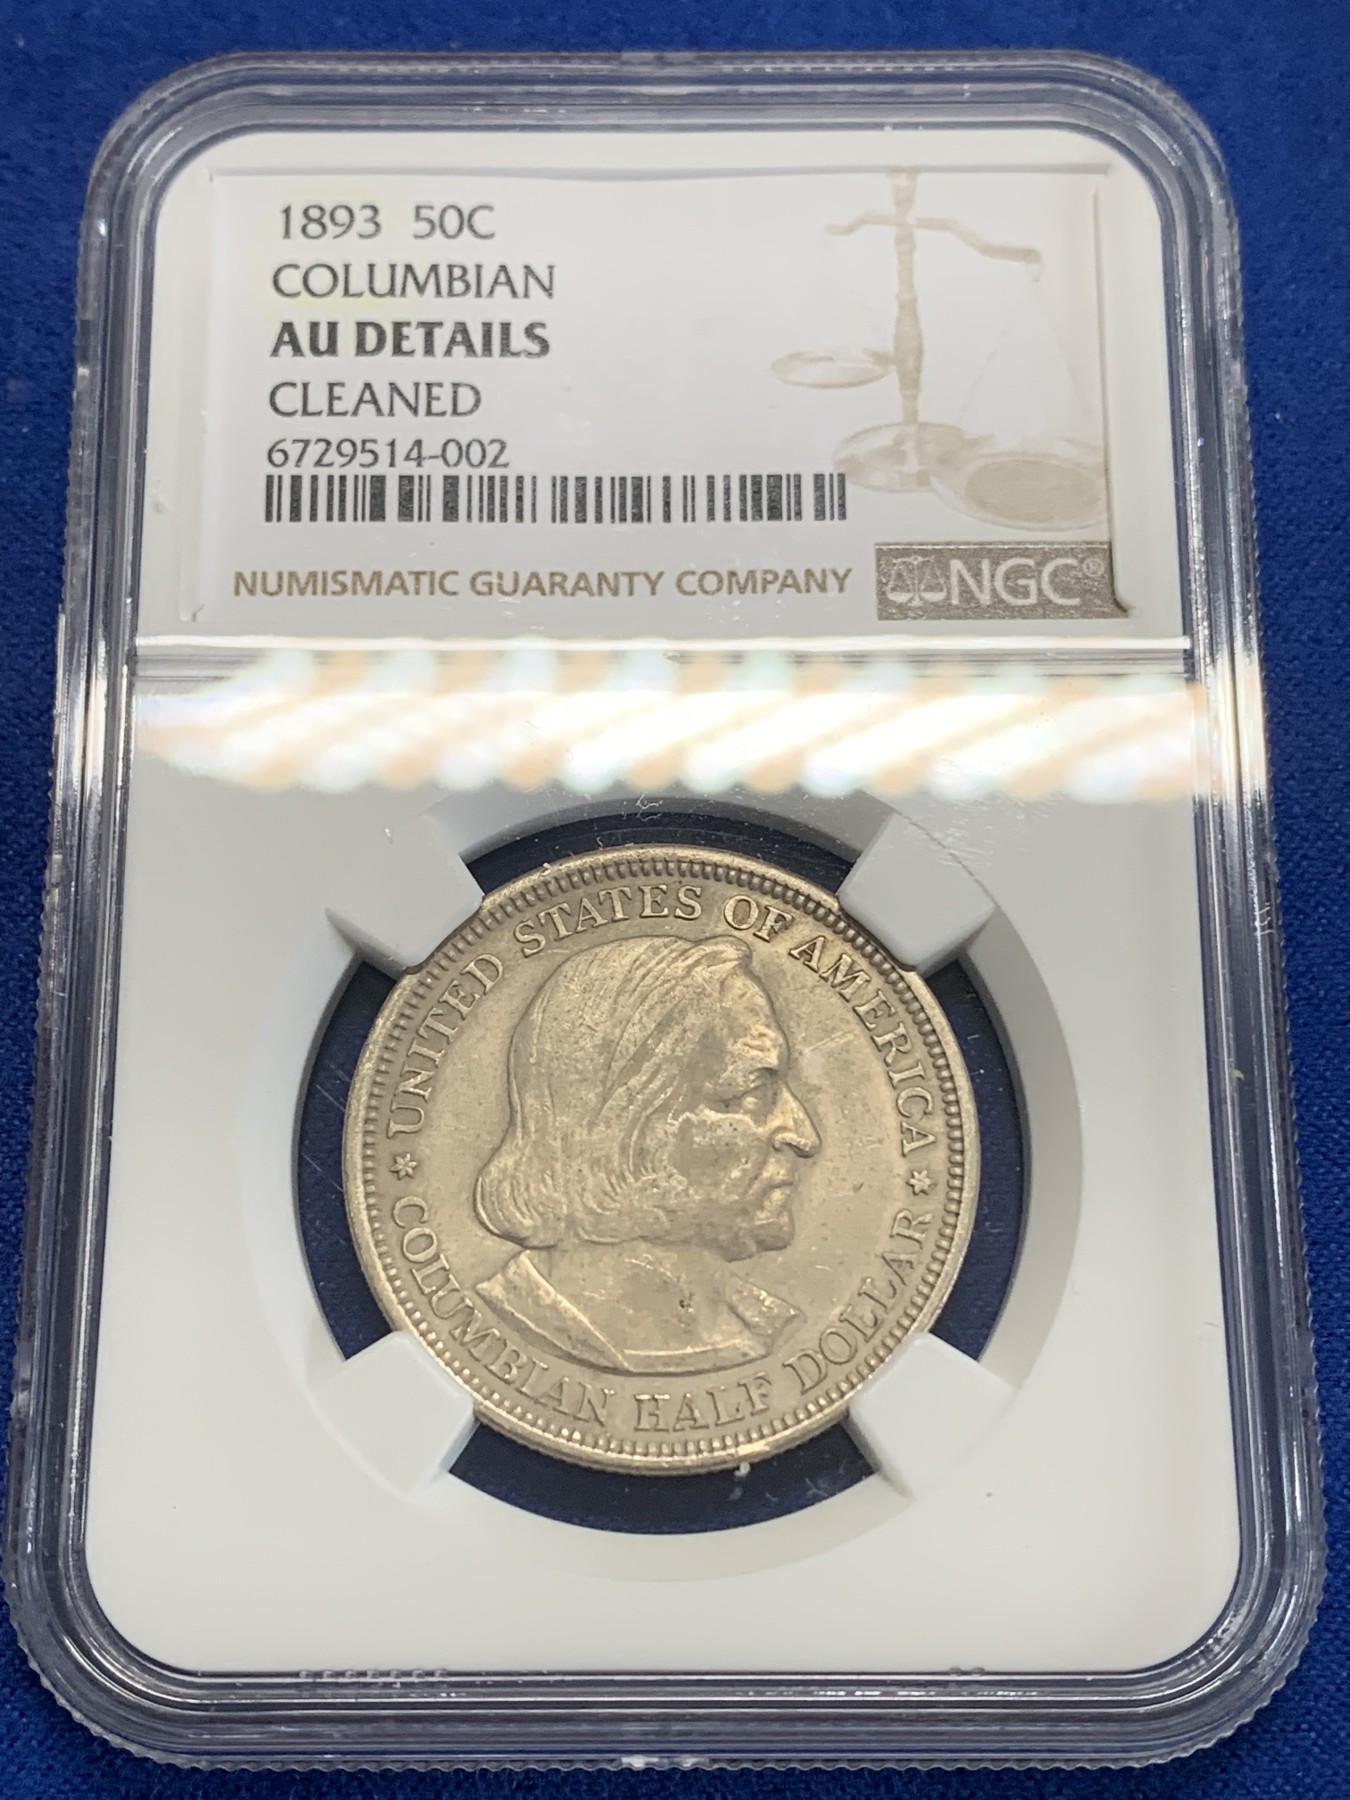 1893 50C
COLUMBIAN
AU DETAILS
CLEANED
6729514-002
NUMISMATIC GUARANTY COMPANY NGC®
UNITED STATES OF AMERICA
COLUMBIAN HALF DOLLAR